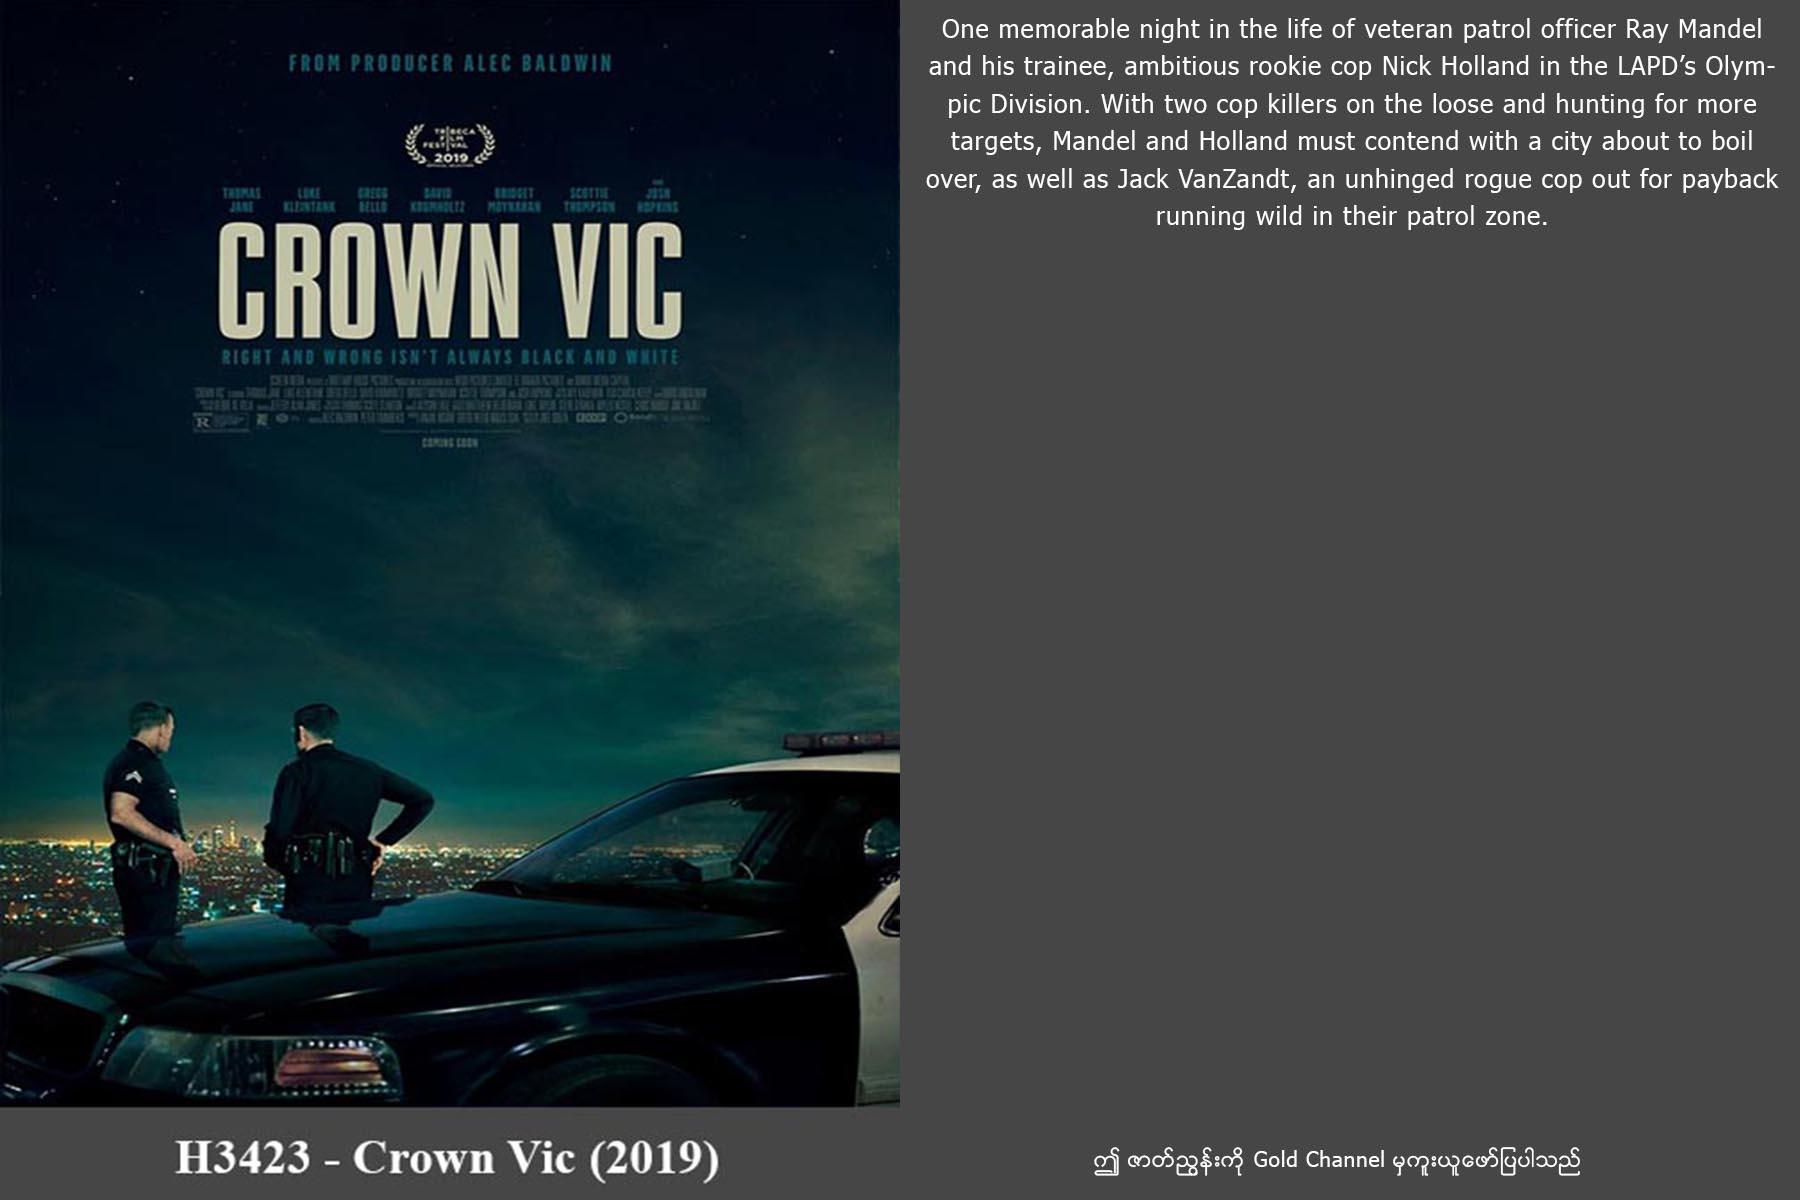 FROM PRODUCER ALEC BALDWIN
TRIBECA
FILM
FESTIVAL
2019
THOMAS JANE
LUKE KLEINTANK
GREGG BELLO
DAVID KRUMHOLTZ
BRIDGET MOYNAHAN
SCOTTIE THOMPSON
AND JOSH HOPKINS
CROWN VIC
RIGHT AND WRONG ISN'T ALWAYS BLACK AND WHITE
R
COMING SOON
H3423 - Crown Vic (2019)
One memorable night in the life of veteran patrol officer Ray Mandel
and his trainee, ambitious rookie cop Nick Holland in the LAPD’s Olym-
pic Division. With two cop killers on the loose and hunting for more
targets, Mandel and Holland must contend with a city about to boil
over, as well as Jack VanZandt, an unhinged rogue cop out for payback
running wild in their patrol zone.
ဤ ဇာတ်ညွှန်းကို Gold Channel မှကူးယူဖော်ပြပါသည်